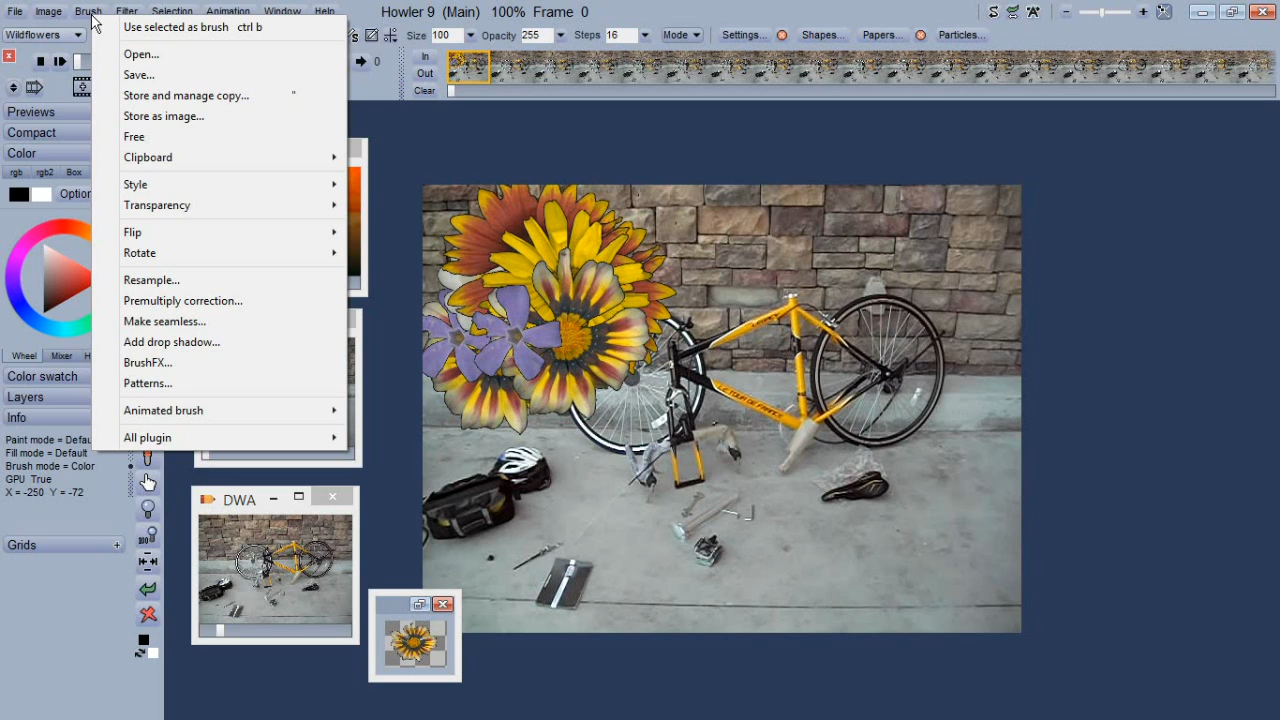 File Image Brush Filter Selection Animation Window Help Howler 9 (Main) 100% Frame 0
Wildflowers Size 100 Opacity 255 Steps 16 Mode Settings... Shapes... Papers... Particles...
In
0
Out
Clear
Use selected as brush ctrl b
Open...
Save...
Store and manage copy... "
Store as image...
Free
Clipboard
Style
Transparency
Flip
Rotate
Resample...
Premultiply correction...
Make seamless...
Add drop shadow...
BrushFX...
Patterns...
Animated brush
All plugin
Previews
Compact
Color
rgb rgb2 Box
Wheel Mixer
Color swatch
Layers
Info
Paint mode =
Fill mode = Default
Brush mode = Color
GPU True
X = -250 Y = -72
Grids +
DWA
LE TOUR DE FRANCE